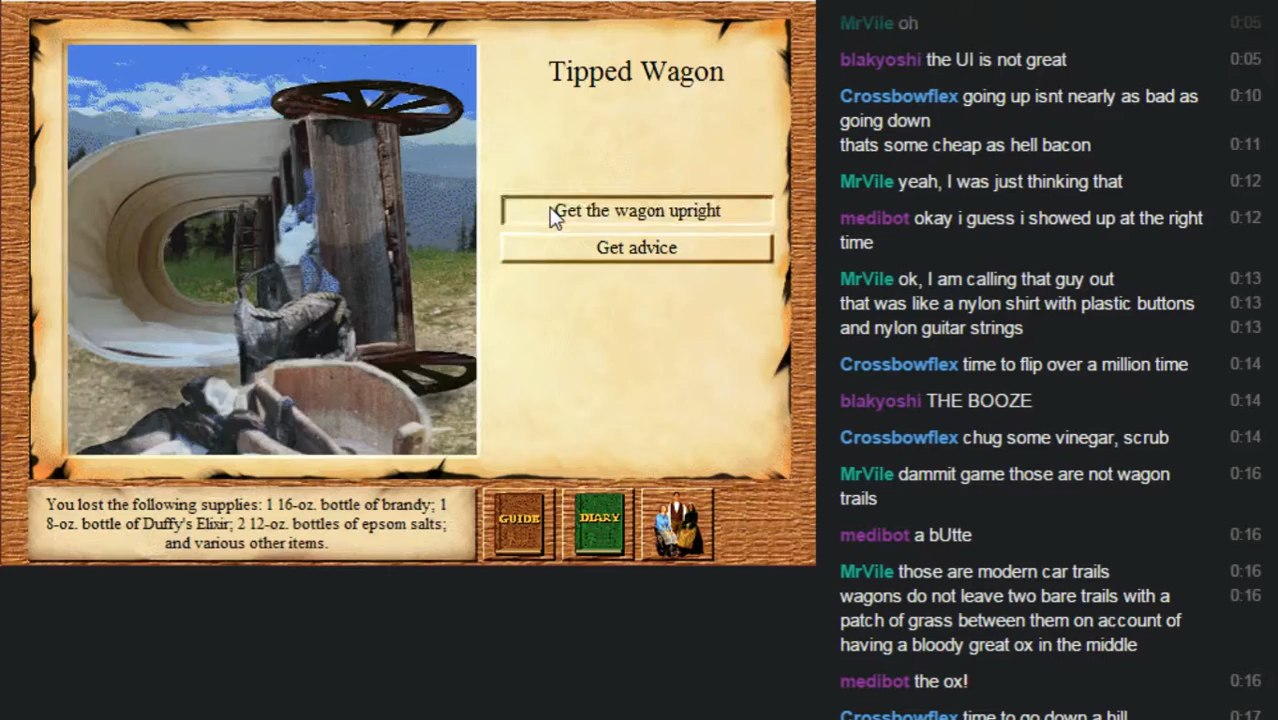 Tipped Wagon
Get the wagon upright
Get advice
You lost the following supplies: 1 16-oz. bottle of brandy; 1
8-oz. bottle of Duffy's Elixir; 2 12-oz. bottles of epsom salts;
and various other items.
GUIDE
DIARY
MrVile oh 0:05
blakyoshi the UI is not great 0:05
Crossbowflex going up isnt nearly as bad as 0:10
going down
thats some cheap as hell bacon 0:11
MrVile yeah, I was just thinking that 0:12
medibot okay i guess i showed up at the right 0:12
time
MrVile ok, I am calling that guy out 0:13
that was like a nylon shirt with plastic buttons 0:13
and nylon guitar strings 0:13
Crossbowflex time to flip over a million time 0:14
blakyoshi THE BOOZE 0:14
Crossbowflex chug some vinegar, scrub 0:14
MrVile dammit game those are not wagon 0:16
trails
medibot a bUtte 0:16
MrVile those are modern car trails 0:16
wagons do not leave two bare trails with a 0:16
patch of grass between them on account of
having a bloody great ox in the middle
medibot the ox! 0:16
Crossbowflex time to go down a hill 0:17